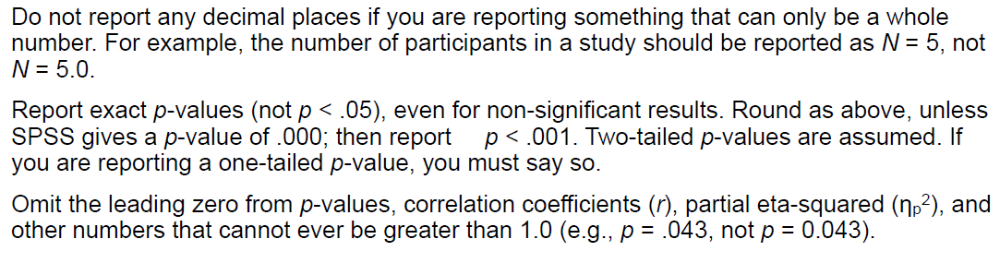 Do not report any decimal places if you are reporting something that can only be a whole
number. For example, the number of participants in a study should be reported as N = 5, not
N = 5.0.
Report exact p-values (not p < .05), even for non-significant results. Round as above, unless
SPSS gives a p-value of .000; then report p < .001. Two-tailed p-values are assumed. If
you are reporting a one-tailed p-value, you must say so.
Omit the leading zero from p-values, correlation coefficients (r), partial eta-squared (ηp²), and
other numbers that cannot ever be greater than 1.0 (e.g., p = .043, not p = 0.043).